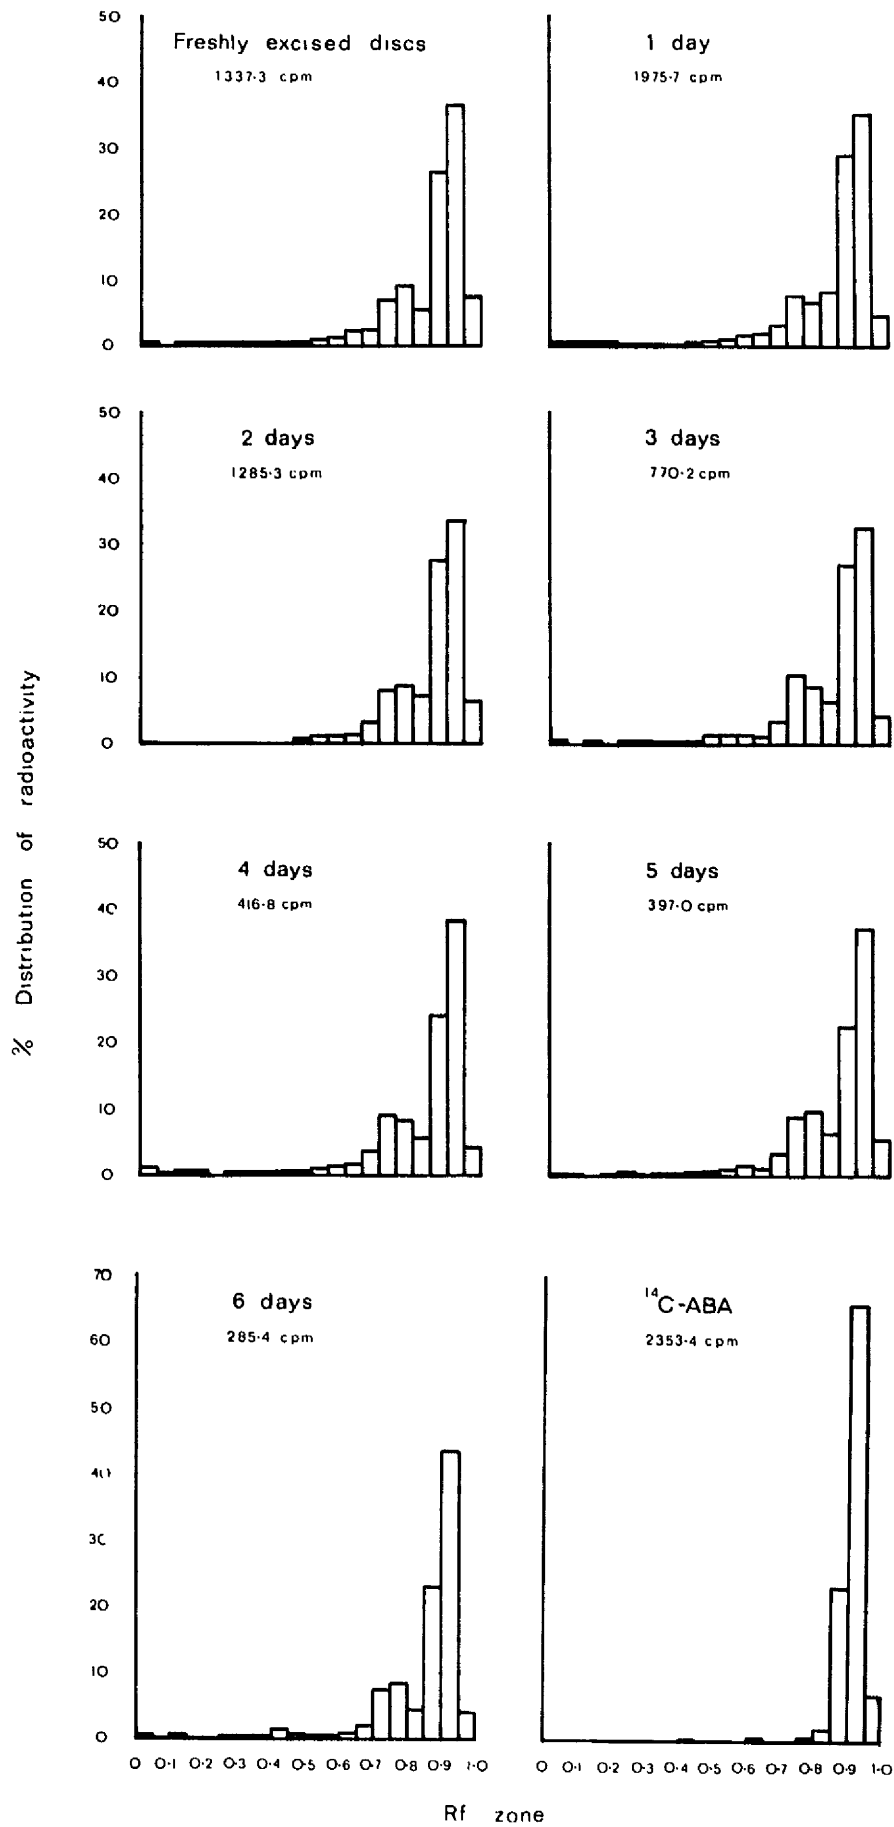 50
Freshly excised discs
1337·3 cpm
40
30
20
10
0
1 day
1975·7 cpm
50
2 days
1285·3 cpm
40
30
20
10
0
3 days
770·2 cpm
% Distribution of radioactivity
50
4 days
416·8 cpm
40
30
20
10
0
5 days
397·0 cpm
70
6 days
285·4 cpm
60
50
40
30
20
10
0
¹⁴C-ABA
2353·4 cpm
0 0·1 0·2 0·3 0·4 0·5 0·6 0·7 0·8 0·9 1·0
0 0·1 0·2 0·3 0·4 0·5 0·6 0·7 0·8 0·9 1·0
Rf zone